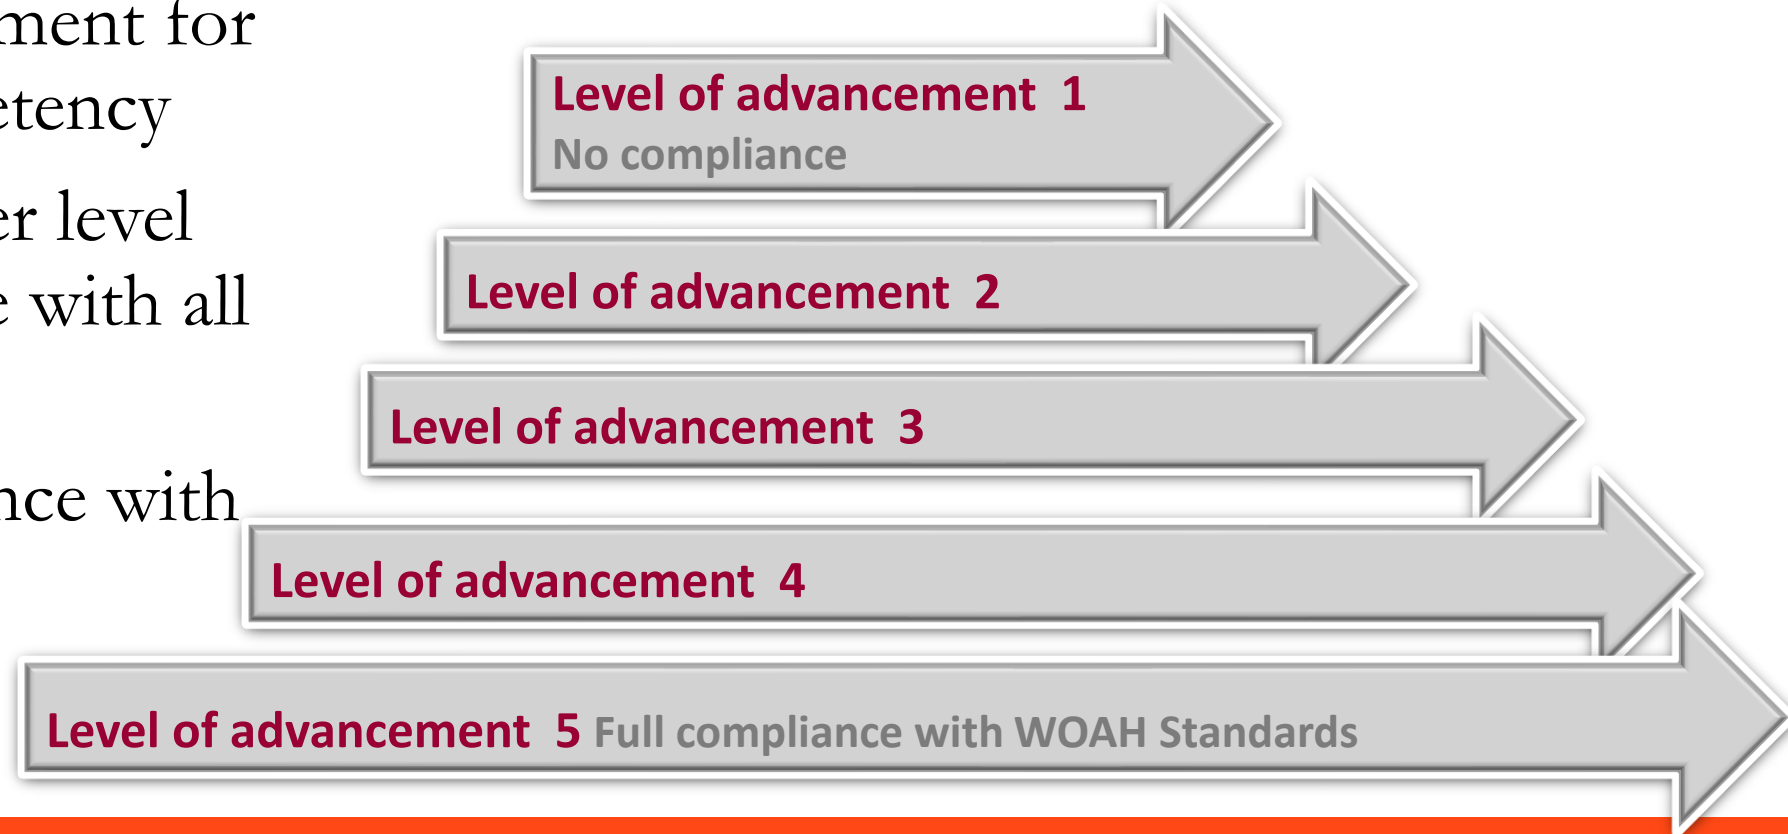 ment for
etency
er level
e with all
nce with
Level of advancement 1
No compliance
Level of advancement 2
Level of advancement 3
Level of advancement 4
Level of advancement 5 Full compliance with WOAH Standards